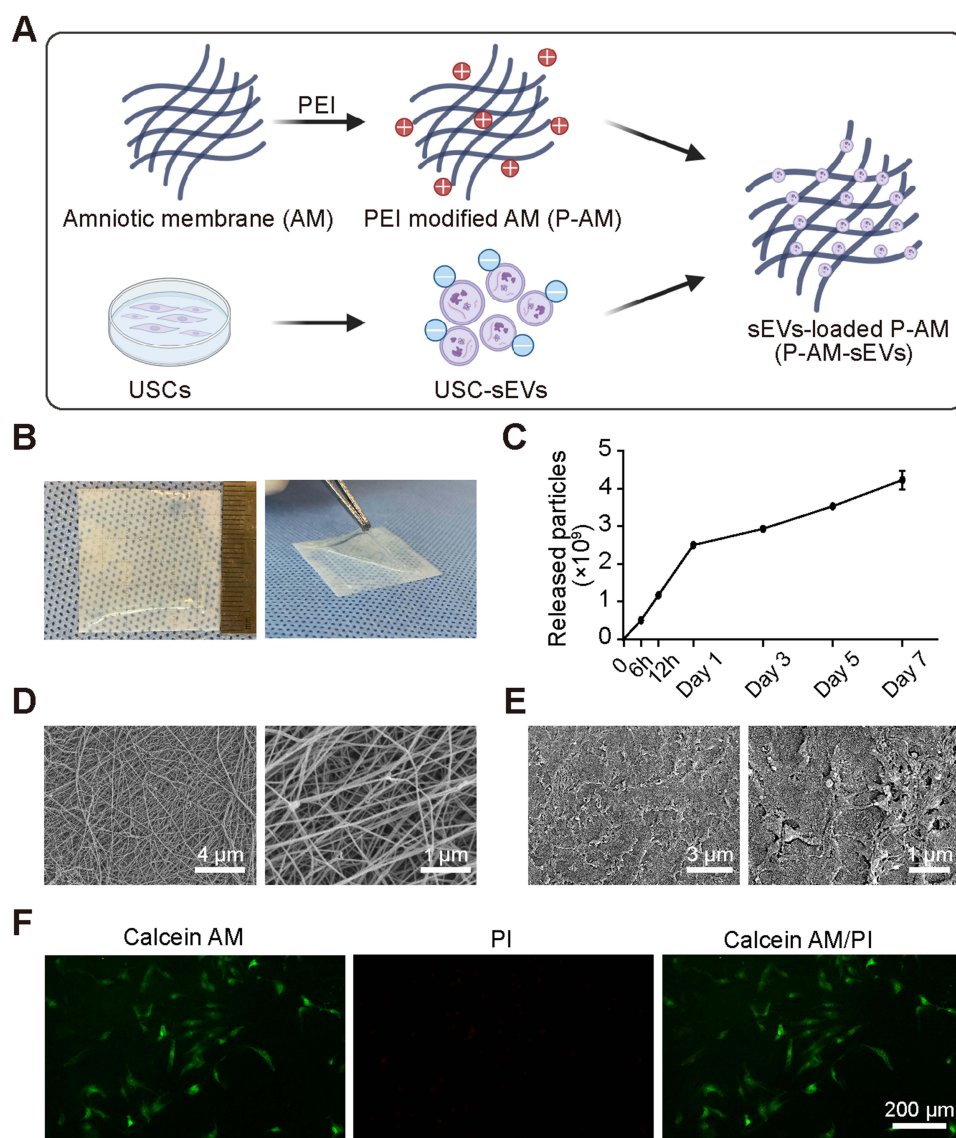 A
PEI
Amniotic membrane (AM)
PEI modified AM (P-AM)
USCs
USC-sEVs
sEVs-loaded P-AM
(P-AM-sEVs)
B
C
Released particles
(×10⁹)
5
4
3
2
1
0
0
6h
12h
Day 1
Day 3
Day 5
Day 7
D
4 μm
1 μm
E
3 μm
1 μm
F
Calcein AM
PI
Calcein AM/PI
200 μm